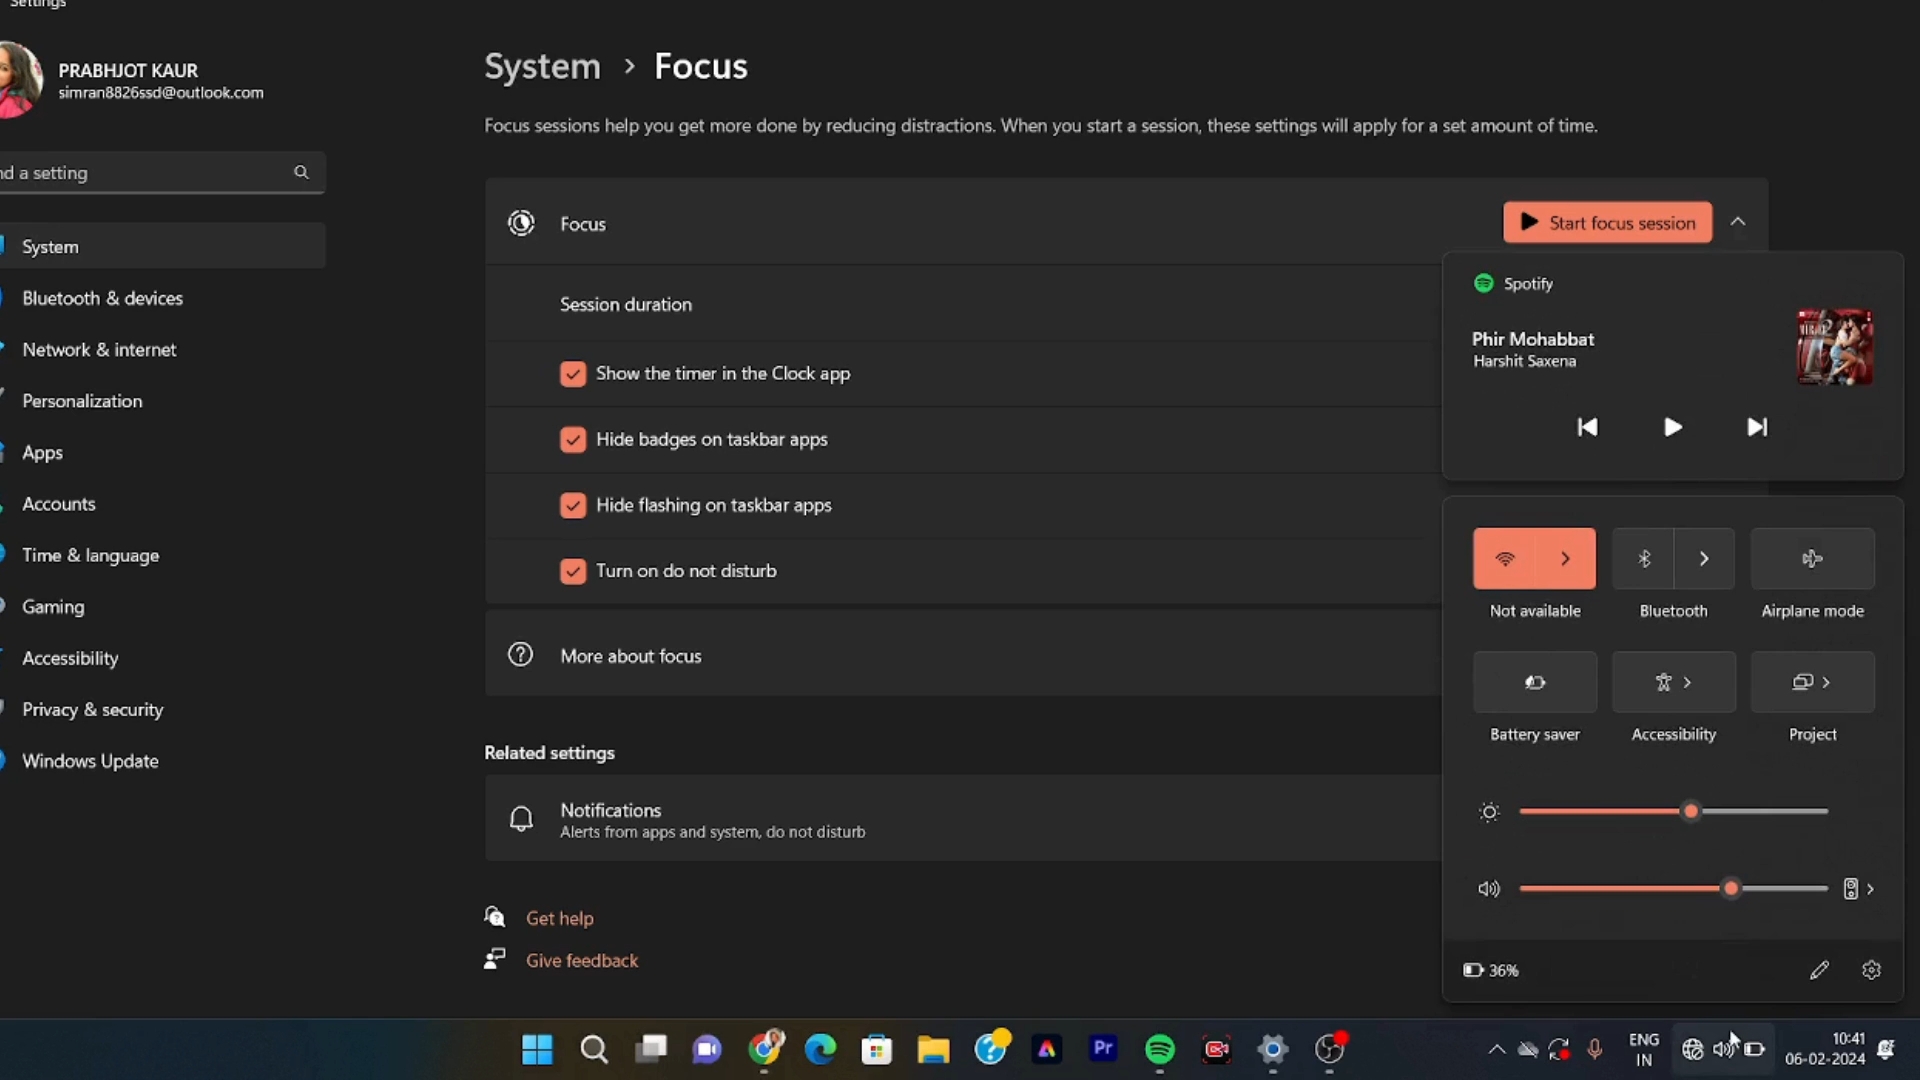 Settings
PRABHJOT KAUR
simran8826ssd@outlook.com
nd a setting
System
Bluetooth & devices
Network & internet
Personalization
Apps
Accounts
Time & language
Gaming
Accessibility
Privacy & security
Windows Update
System > Focus
Focus sessions help you get more done by reducing distractions. When you start a session, these settings will apply for a set amount of time.
Focus
Start focus session
Session duration
Show the timer in the Clock app
Hide badges on taskbar apps
Hide flashing on taskbar apps
Turn on do not disturb
More about focus
Related settings
Notifications
Alerts from apps and system, do not disturb
Get help
Give feedback
Spotify
Phir Mohabbat
Harshit Saxena
Not available
Bluetooth
Airplane mode
Battery saver
Accessibility
Project
36%
Pr
ENG
IN
10:41
06-02-2024